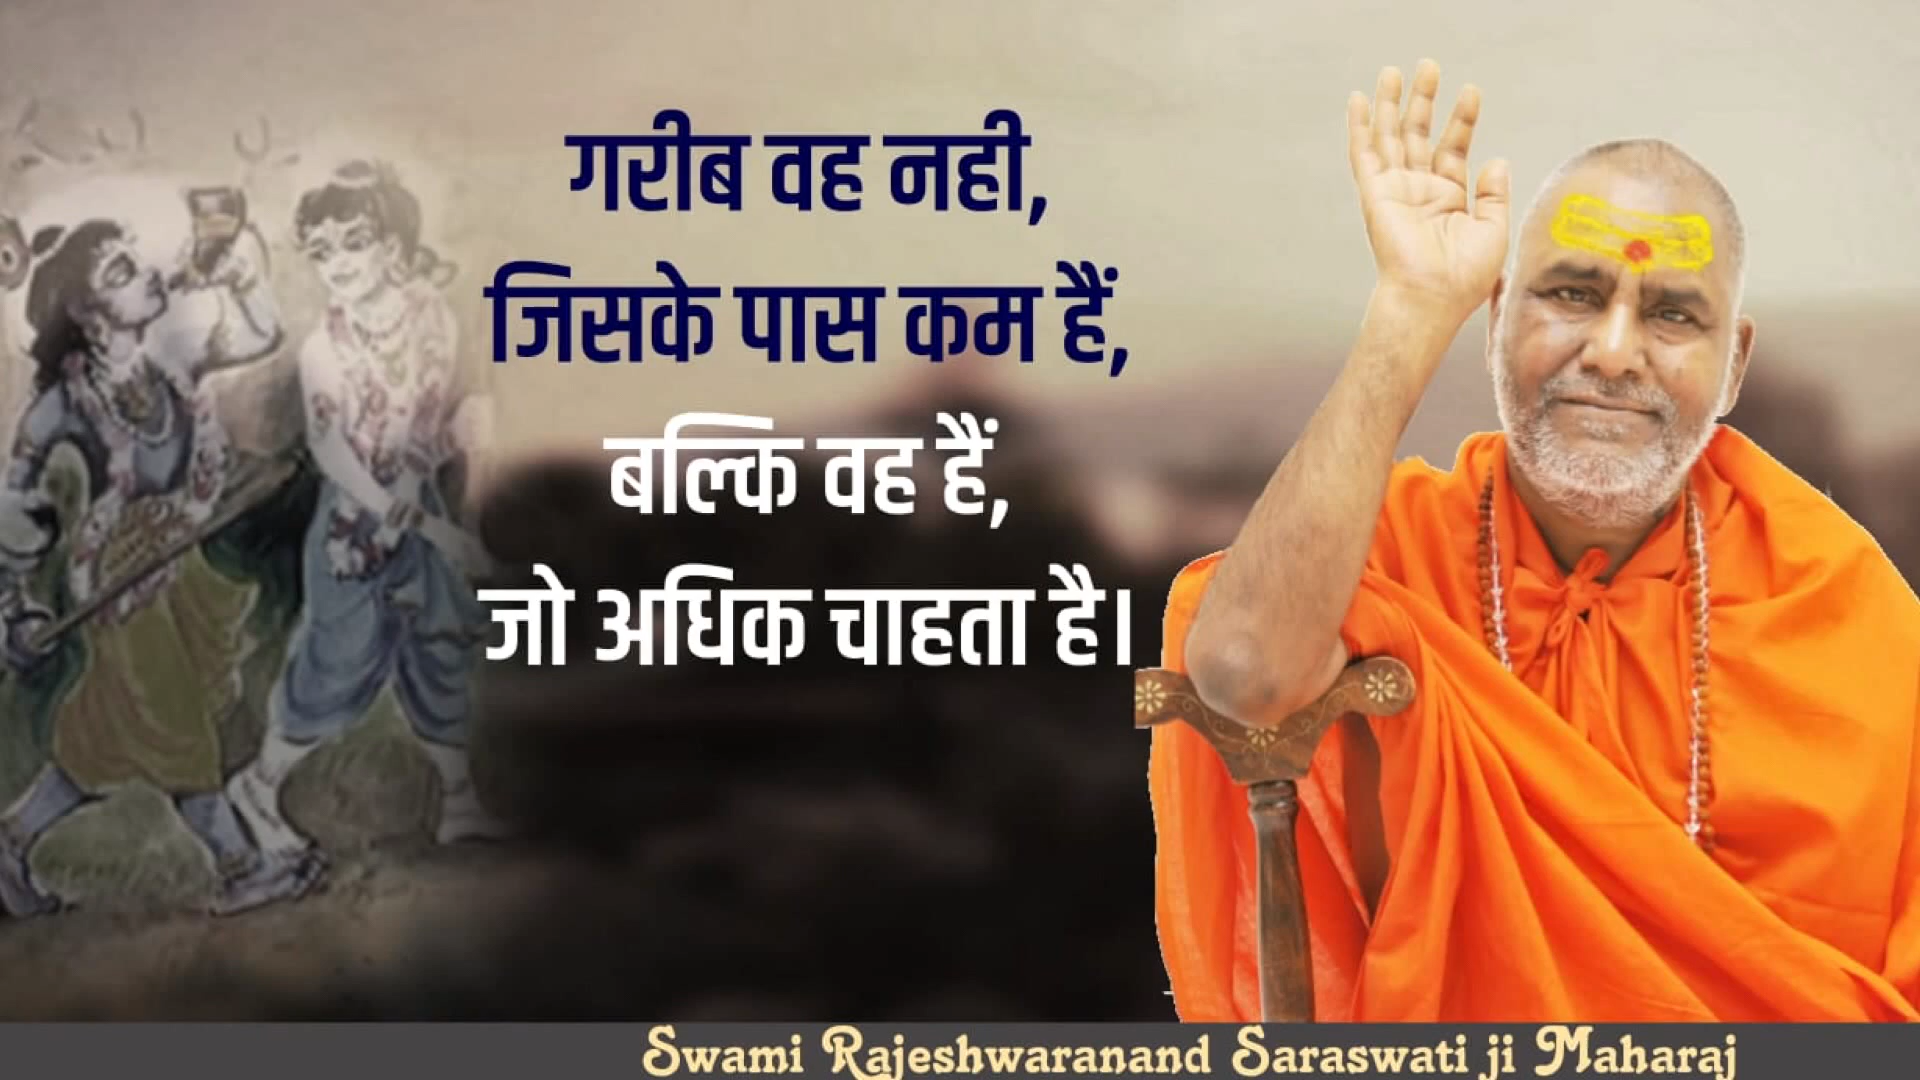 गरीब वह नही,
जिसके पास कम हैं,
बल्कि वह हैं,
जो अधिक चाहता है।
Swami Rajeshwaranand Saraswati ji Maharaj